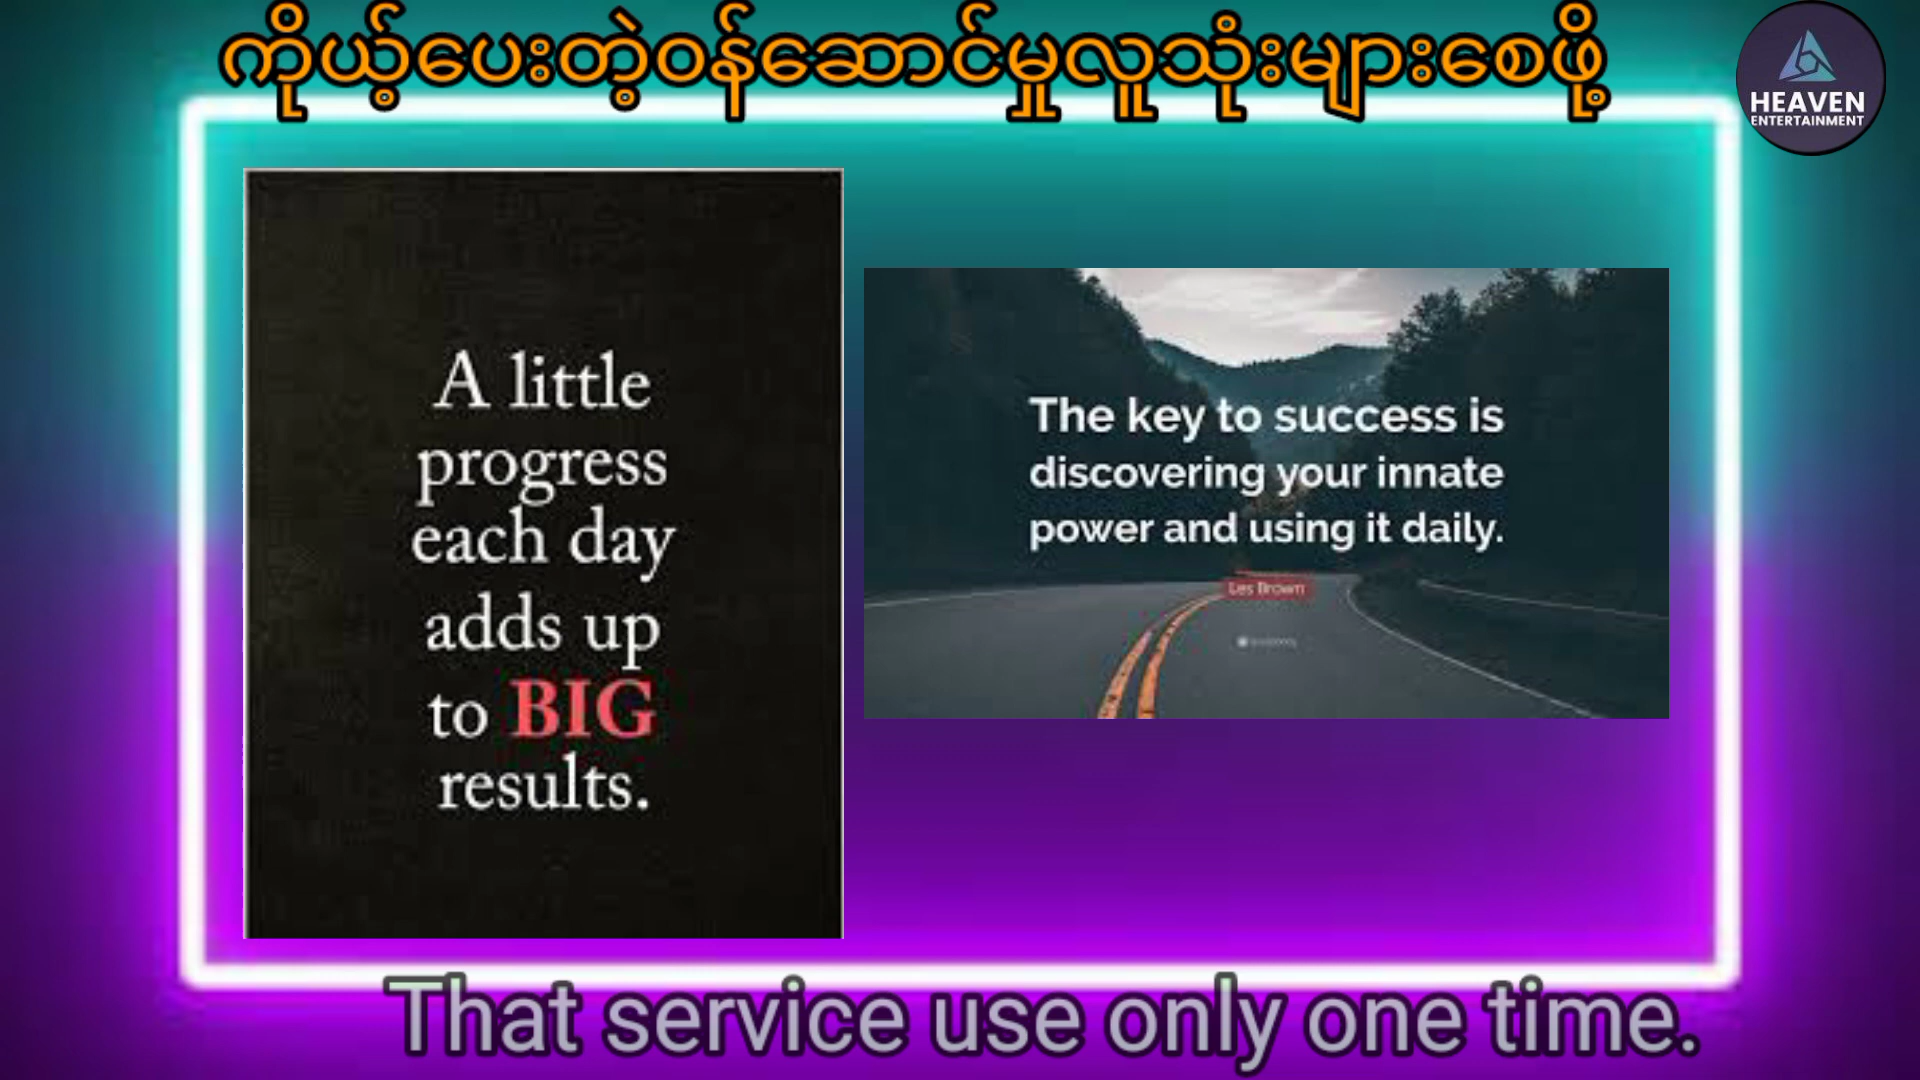 ကိုယ့်ပေးတဲ့ဝန်ဆောင်မှုလူသုံးများစေဖို့
HEAVEN
ENTERTAINMENT
A little
progress
each day
adds up
to BIG
results.
The key to success is
discovering your innate
power and using it daily.
Les Brown
That service use only one time.